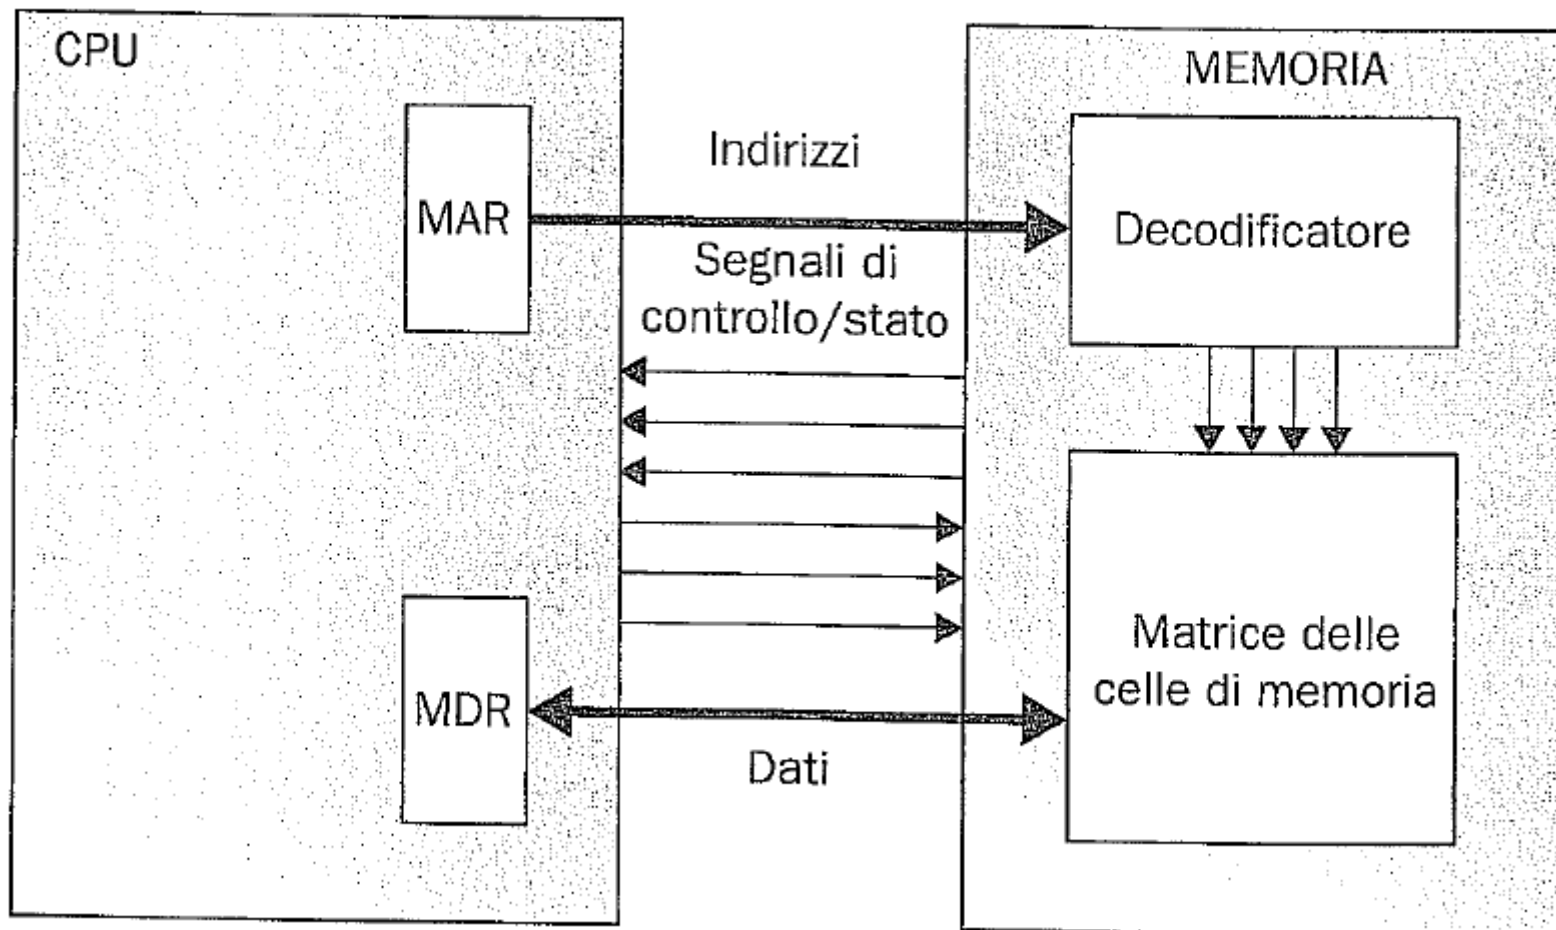 CPU
MEMORIA
MAR
Indirizzi
Decodificatore
Segnali di
controllo/stato
MDR
Dati
Matrice delle
celle di memoria